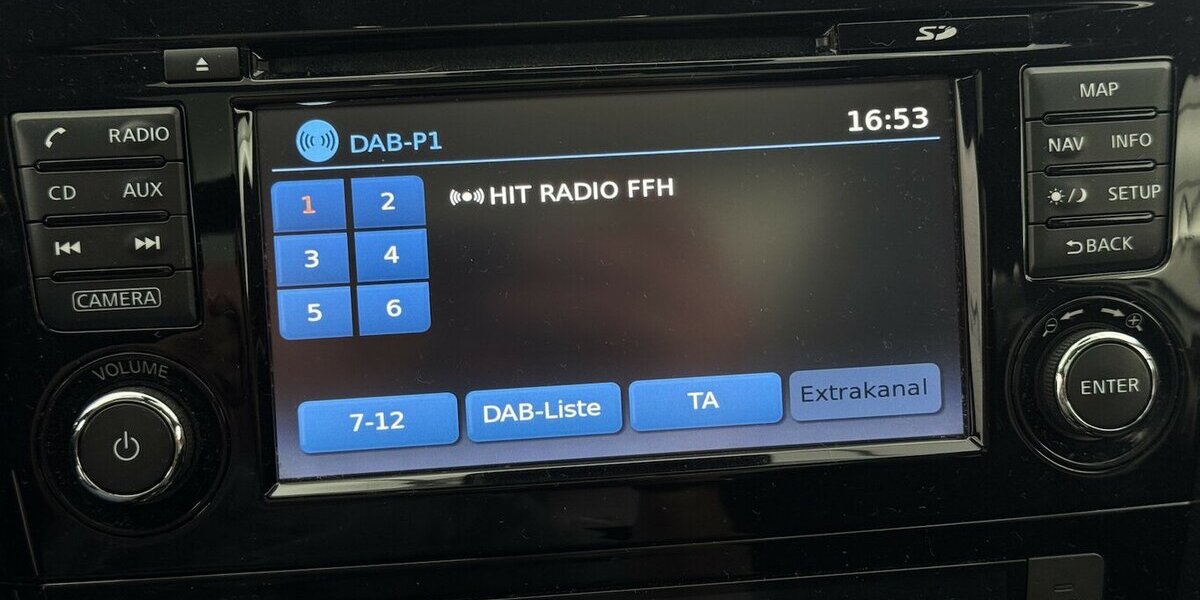 SD
RADIO
CD AUX
CAMERA
VOLUME
DAB-P1 16:53
1 2
3 4
5 6
HIT RADIO FFH
7-12 DAB-Liste TA Extrakanal
MAP
NAV INFO
SETUP
BACK
ENTER